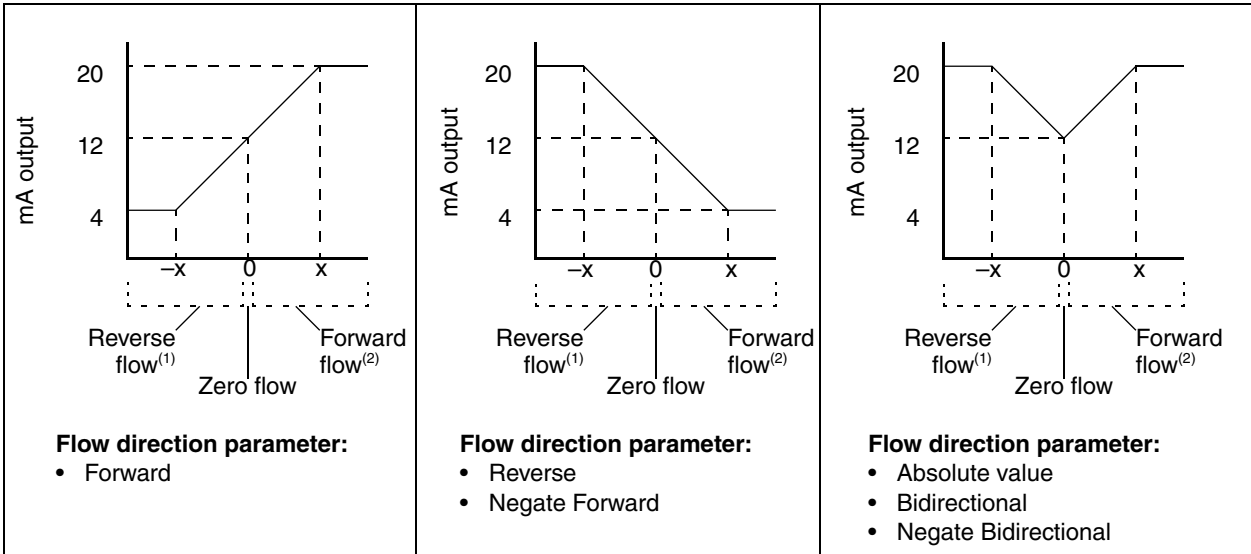 mA output
20
12
4
–x 0 x
Reverse flow(1)
Forward flow(2)
Zero flow
Flow direction parameter:
• Forward
mA output
20
12
4
–x 0 x
Reverse flow(1)
Forward flow(2)
Zero flow
Flow direction parameter:
• Reverse
• Negate Forward
mA output
20
12
4
–x 0 x
Reverse flow(1)
Forward flow(2)
Zero flow
Flow direction parameter:
• Absolute value
• Bidirectional
• Negate Bidirectional